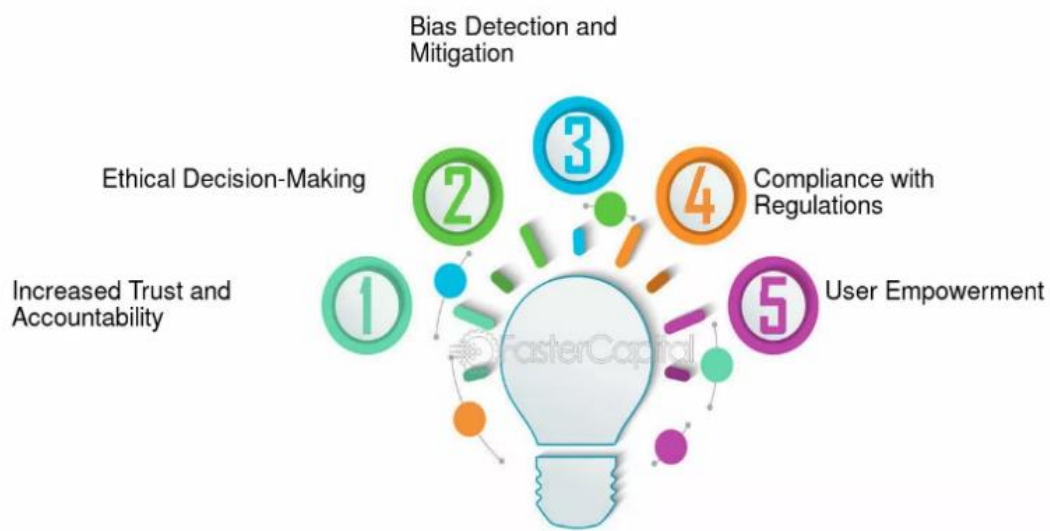 Bias Detection and
Mitigation
3
2
4
Ethical Decision-Making
Compliance with
Regulations
1
5
Increased Trust and
Accountability
User Empowerment
FasterCapital